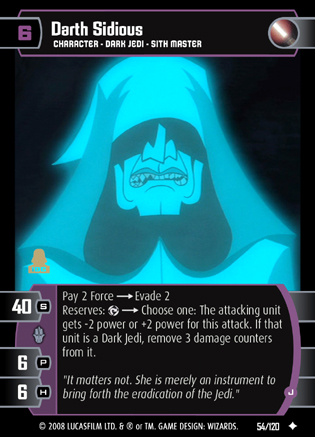 6 Darth Sidious
CHARACTER - DARK JEDI - SITH MASTER
40 S
6 P
6 H
Pay 2 Force → Evade 2
Reserves: → Choose one: The attacking unit
gets -2 power or +2 power for this attack. If that
unit is a Dark Jedi, remove 3 damage counters
from it.
"It matters not. She is merely an instrument to
bring forth the eradication of the Jedi."
J
© 2008 LUCASFILM LTD. & ® or TM. GAME DESIGN: WIZARDS. 54/120